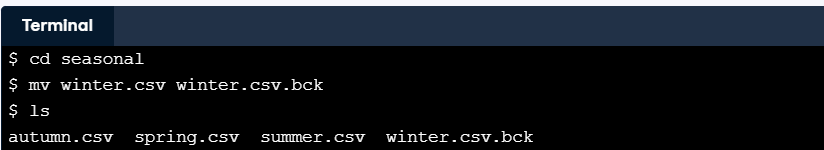 Terminal
$ cd seasonal
$ mv winter.csv winter.csv.bck
$ ls
autumn.csv  spring.csv  summer.csv  winter.csv.bck